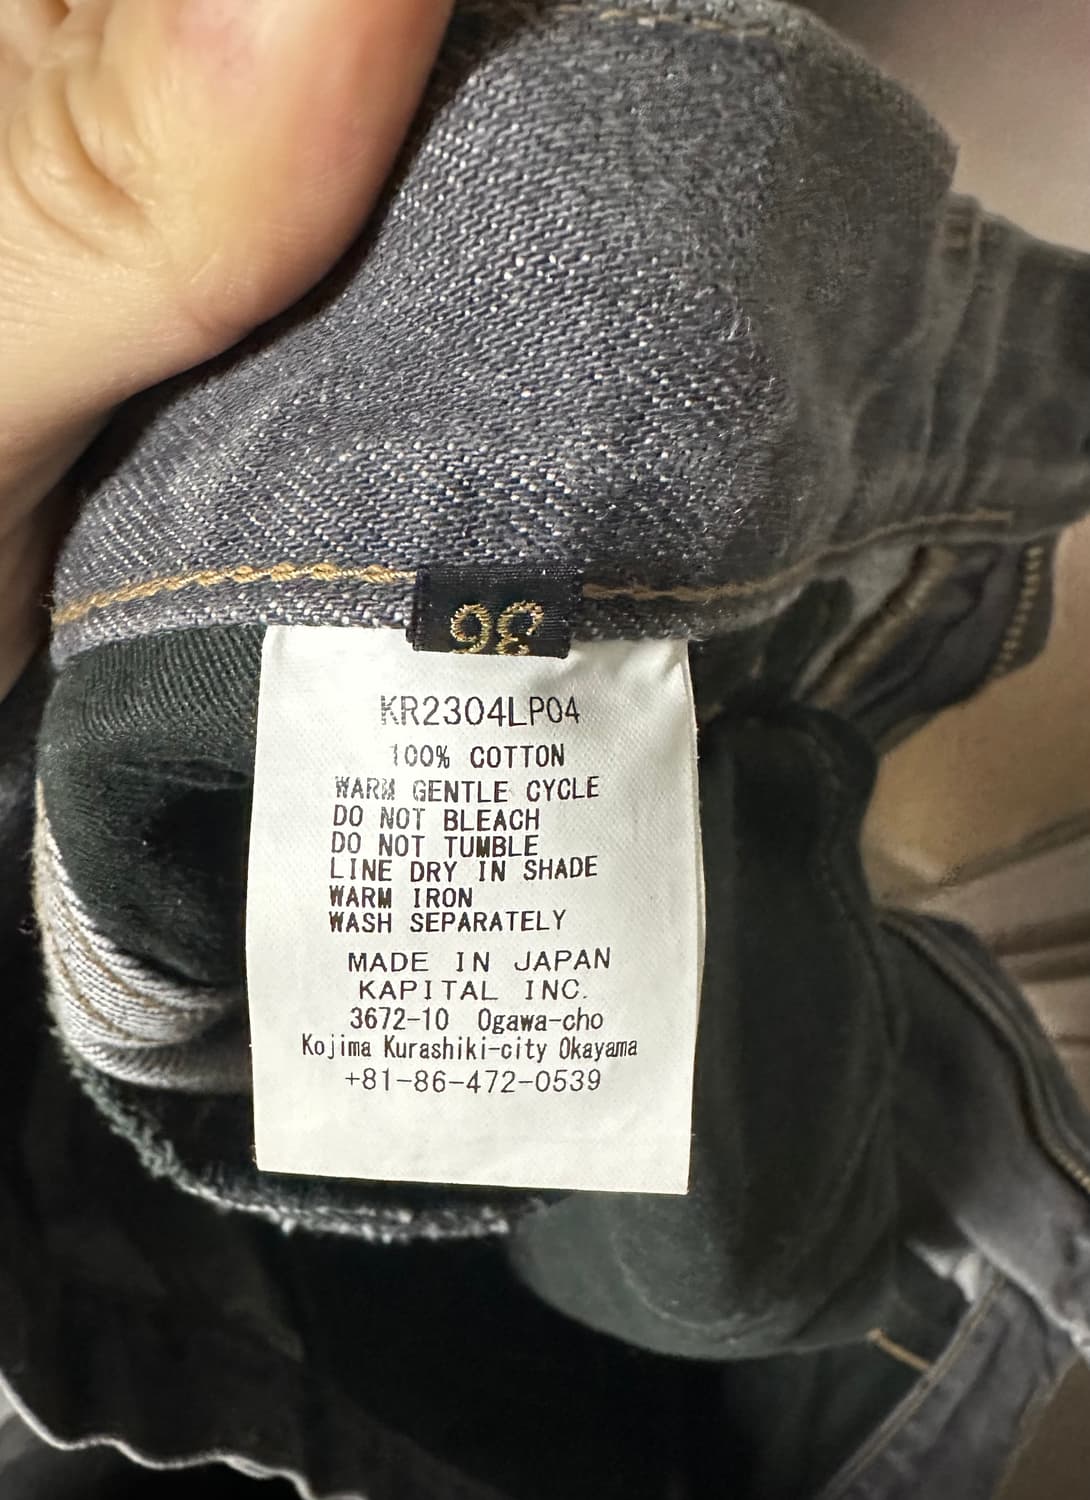 36
KR2304LP04
100% COTTON
WARM GENTLE CYCLE
DO NOT BLEACH
DO NOT TUMBLE
LINE DRY IN SHADE
WARM IRON
WASH SEPARATELY
MADE IN JAPAN
KAPITAL INC.
3672-10 Ogawa-cho
Kojima Kurashiki-city Okayama
+81-86-472-0539